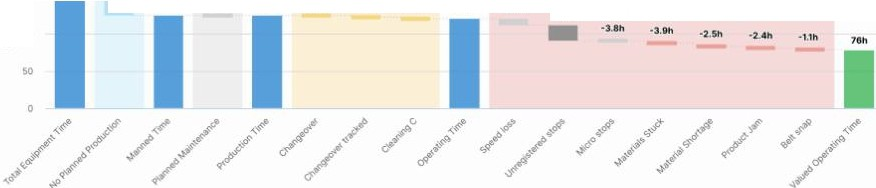 -3.8h
-3.9h
-2.5h
-2.4h
-1.1h
76h
50
0
Total Equipment Time
No Planned Production
Manned Time
Planned Maintenance
Production Time
Changeover
Changeover tracked
Cleaning C
Operating Time
Speed loss
Unregistered stops
Micro stops
Materials Stuck
Material Shortage
Product Jam
Belt snap
Valued Operating Time